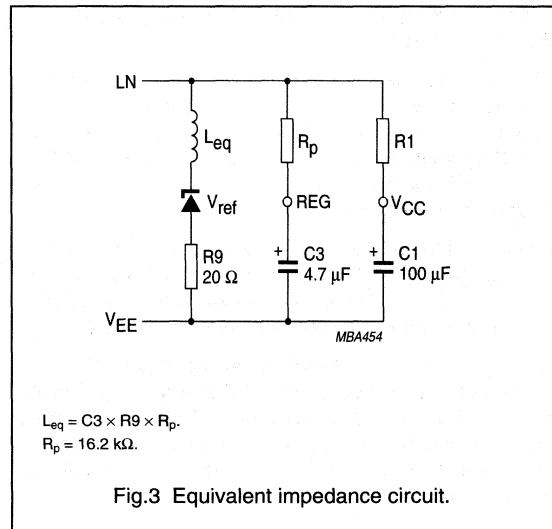 LN
L_eq
R_p
R1
V_ref
REG
V_CC
R9
20 Ω
+
C3
4.7 μF
+
C1
100 μF
V_EE
MBA454
L_eq = C3 × R9 × R_p.
R_p = 16.2 kΩ.
Fig.3 Equivalent impedance circuit.